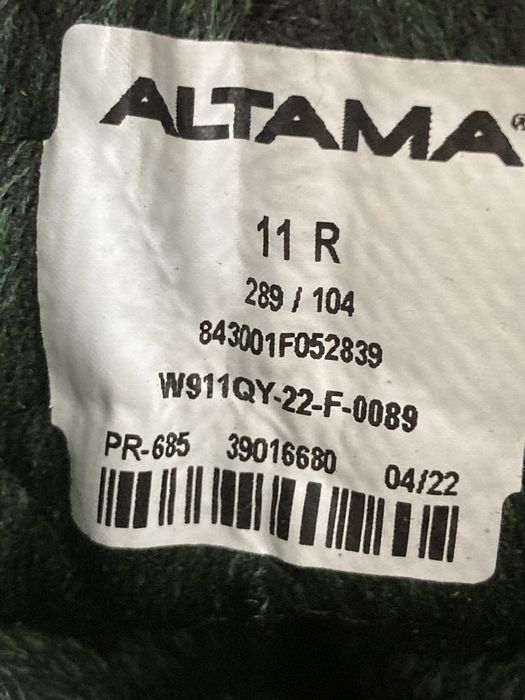 ALTAMA®
11 R
289 / 104
843001F052839
W911QY-22-F-0089
PR-685 39016680 04/22